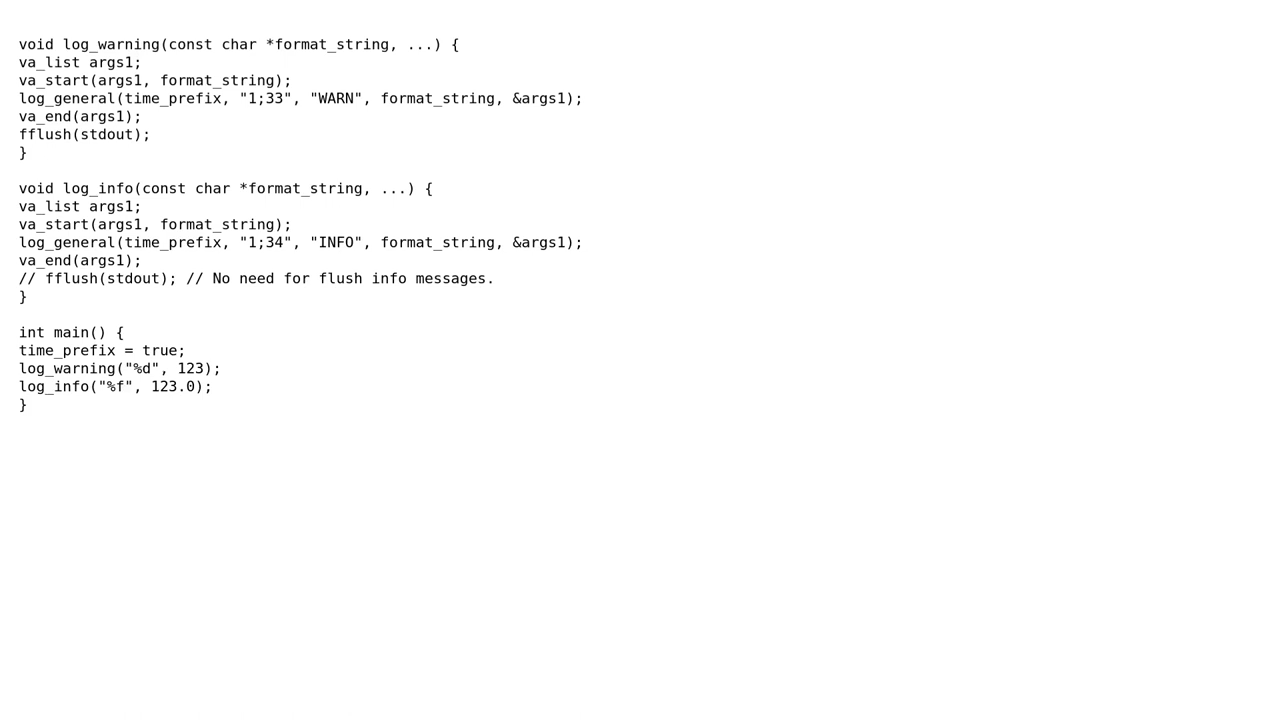 void log_warning(const char *format_string, ...) {
va_list args1;
va_start(args1, format_string);
log_general(time_prefix, "1;33", "WARN", format_string, &args1);
va_end(args1);
fflush(stdout);
}

void log_info(const char *format_string, ...) {
va_list args1;
va_start(args1, format_string);
log_general(time_prefix, "1;34", "INFO", format_string, &args1);
va_end(args1);
// fflush(stdout); // No need for flush info messages.
}

int main() {
time_prefix = true;
log_warning("%d", 123);
log_info("%f", 123.0);
}